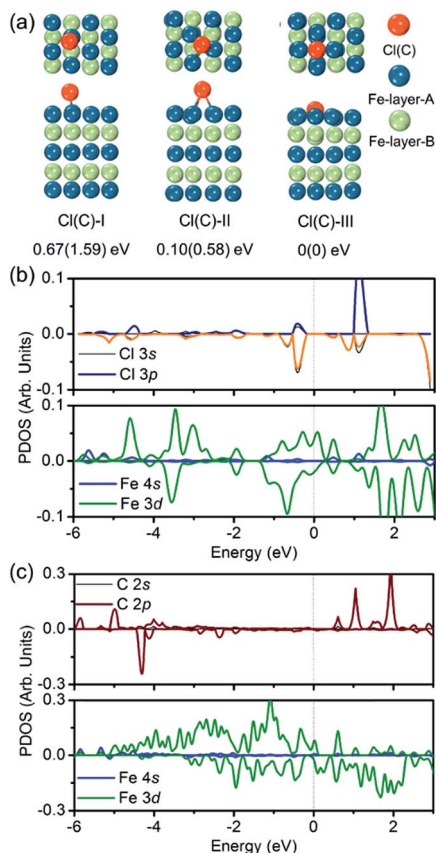 (a)
Cl(C)
Fe-layer-A
Fe-layer-B
Cl(C)-I Cl(C)-II Cl(C)-III
0.67(1.59) eV 0.10(0.58) eV 0(0) eV
(b)
0.1
0.0
-0.1
Cl 3s
Cl 3p
PDOS (Arb. Units)
0.1
0.0
-0.1
Fe 4s
Fe 3d
-6 -4 -2 0 2
Energy (eV)
(c)
0.3
0.0
-0.3
C 2s
C 2p
PDOS (Arb. Units)
0.3
0.0
-0.3
Fe 4s
Fe 3d
-6 -4 -2 0 2
Energy (eV)